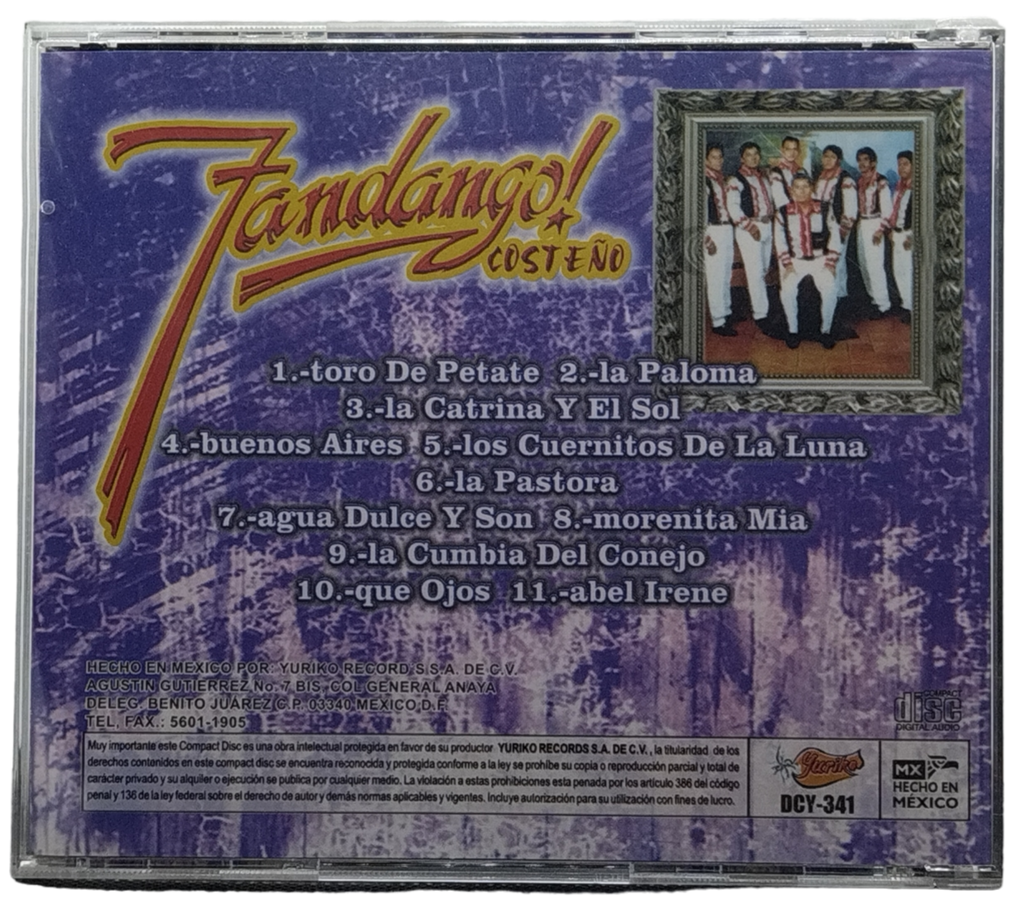 Fandango!
COSTEÑO
1.-toro De Petate 2.-la Paloma
3.-la Catrina Y El Sol
4.-buenos Aires 5.-los Cuernitos De La Luna
6.-la Pastora
7.-agua Dulce Y Son 8.-morenita Mia
9.-la Cumbia Del Conejo
10.-que Ojos 11.-abel Irene
HECHO EN MEXICO POR: YURIKO RECORD'S S.A. DE C.V.
AGUSTIN GUTIERREZ No. 7 BIS, COL GENERAL ANAYA
DELEG. BENITO JUAREZ C.P. 03340 MEXICO D.F.
TEL. FAX.: 5601-1905
COMPACT
disc
DIGITAL AUDIO
Muy importante este Compact Disc es una obra intelectual protegida en favor de su productor YURIKO RECORDS S.A. DE C.V., la titularidad de los
derechos contenidos en este compact disc se encuentra reconocida y protegida conforme a la ley se prohibe su copia o reproducción parcial y total de
carácter privado y su alquiler o ejecución se publica por cualquier medio. La violación a estas prohibiciones esta penada por los artículo 386 del código
penal y 136 de la ley federal sobre el derecho de autor y demás normas aplicables y vigentes. Incluye autorización para su utilización con fines de lucro.
Yuriko
DCY-341
MX
HECHO EN
MÉXICO